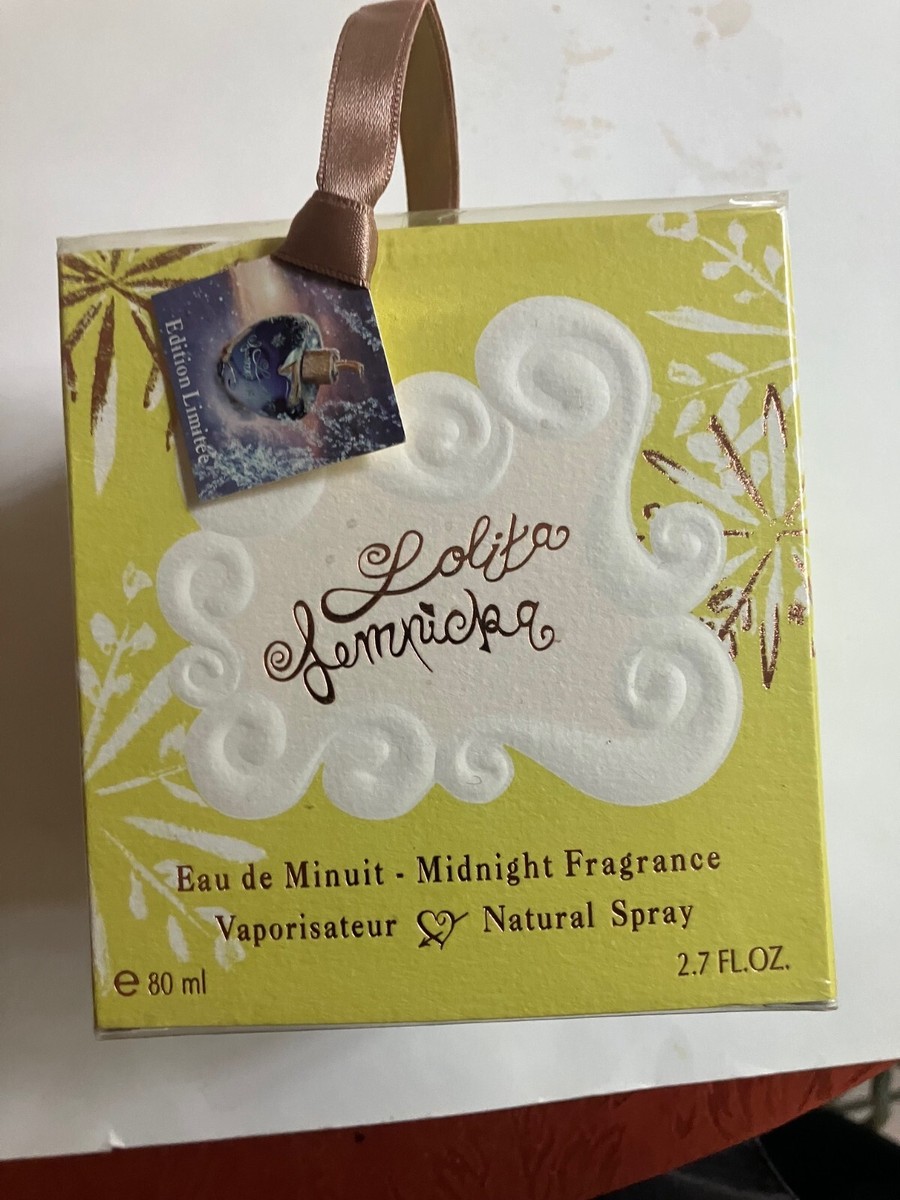 Edition Limitée
Lolita
Lempicka
Eau de Minuit - Midnight Fragrance
Vaporisateur Natural Spray
℮ 80 ml
2.7 FL.OZ.